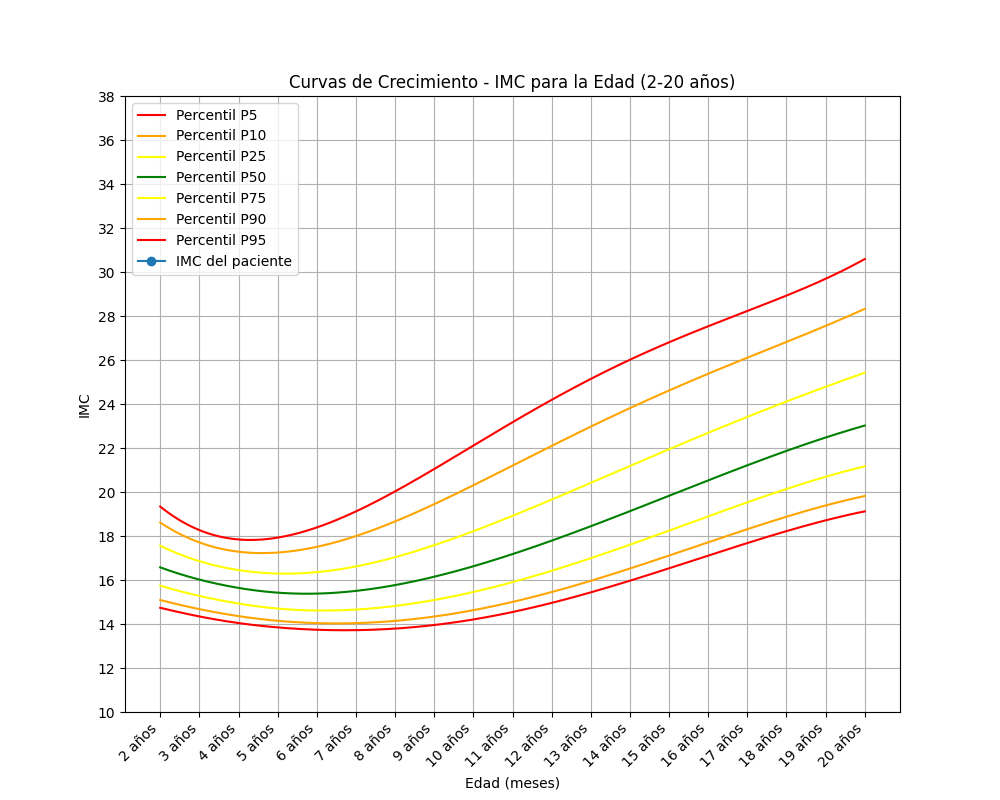 Curvas de Crecimiento - IMC para la Edad (2-20 años)
38
36
34
32
30
28
26
24
22
20
18
16
14
12
10
IMC
Percentil P5
Percentil P10
Percentil P25
Percentil P50
Percentil P75
Percentil P90
Percentil P95
IMC del paciente
2 años
3 años
4 años
5 años
6 años
7 años
8 años
9 años
10 años
11 años
12 años
13 años
14 años
15 años
16 años
17 años
18 años
19 años
20 años
Edad (meses)